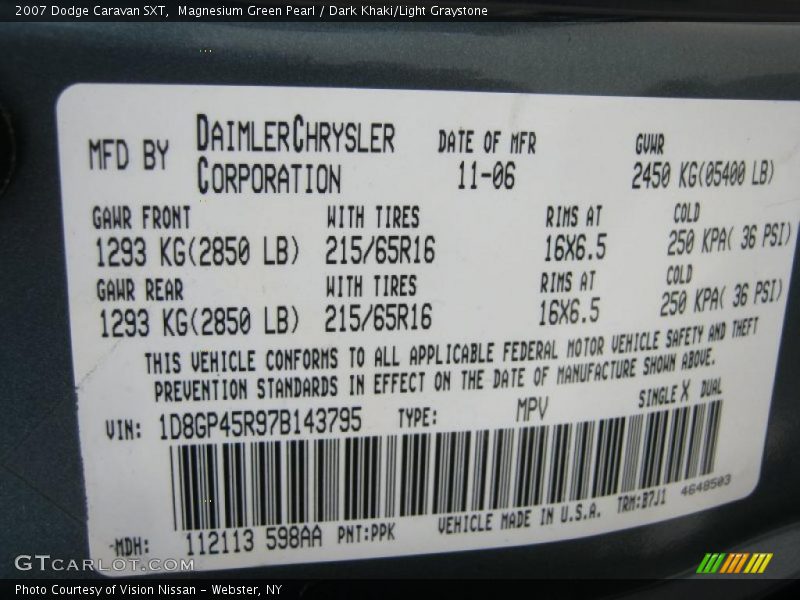 2007 Dodge Caravan SXT,  Magnesium Green Pearl / Dark Khaki/Light Graystone
MFD BY DAIMLERCHRYSLER CORPORATION DATE OF MFR 11-06 GVWR 2450 KG(05400 LB)
GAWR FRONT WITH TIRES RIMS AT COLD
1293 KG(2850 LB) 215/65R16 16X6.5 250 KPA( 36 PSI)
GAWR REAR WITH TIRES RIMS AT COLD
1293 KG(2850 LB) 215/65R16 16X6.5 250 KPA( 36 PSI)
THIS VEHICLE CONFORMS TO ALL APPLICABLE FEDERAL MOTOR VEHICLE SAFETY AND THEFT
PREVENTION STANDARDS IN EFFECT ON THE DATE OF MANUFACTURE SHOWN ABOVE.
VIN: 1D8GP45R97B143795 TYPE: MPV SINGLE X DUAL
-MDH: 112113 598AA PNT:PPK VEHICLE MADE IN U.S.A. TRM:B7J1 4648503
GTCARLOT.COM
Photo Courtesy of Vision Nissan - Webster, NY